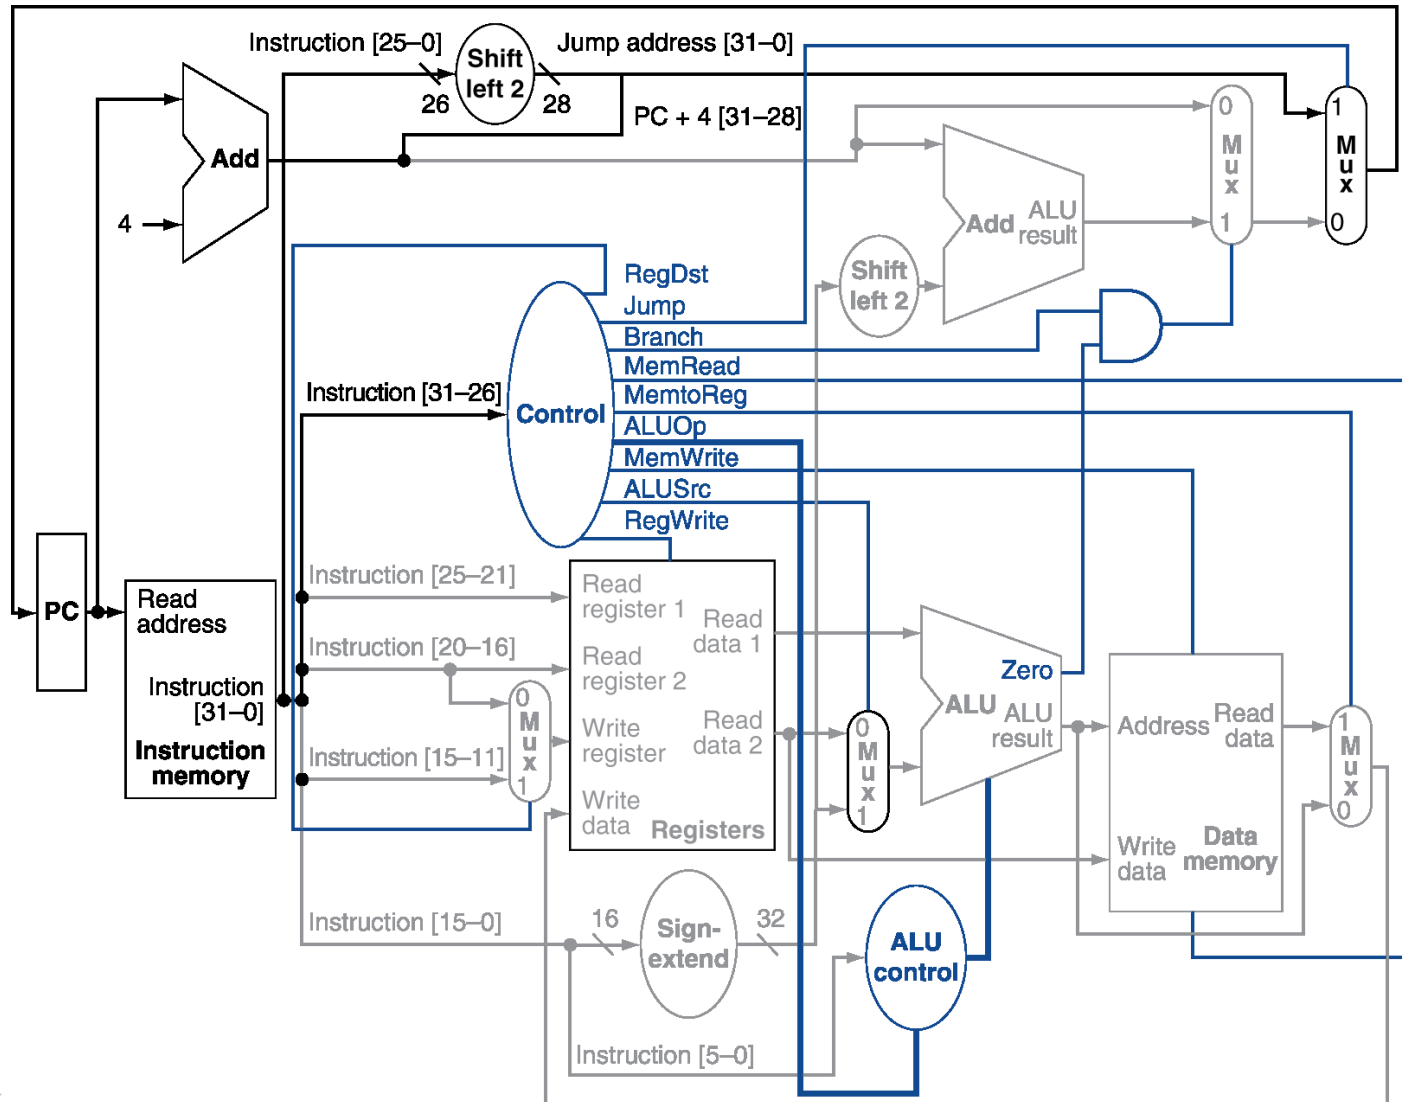 Instruction [25–0]
Shift
left 2
Jump address [31–0]
26
28
PC + 4 [31–28]
Add
4
0
M
u
x
1
1
M
u
x
0
Add
ALU
result
Shift
left 2
RegDst
Jump
Branch
MemRead
MemtoReg
ALUOp
MemWrite
ALUSrc
RegWrite
Instruction [31–26]
Control
PC
Read
address
Instruction
[31–0]
Instruction
memory
Instruction [25–21]
Instruction [20–16]
Instruction [15–11]
0
M
u
x
1
Read
register 1
Read
register 2
Write
register
Write
data
Read
data 1
Read
data 2
Registers
0
M
u
x
1
Zero
ALU
ALU
result
Address
Read
data
Write
data
Data
memory
1
M
u
x
0
Instruction [15–0]
16
Sign-
extend
32
ALU
control
Instruction [5–0]